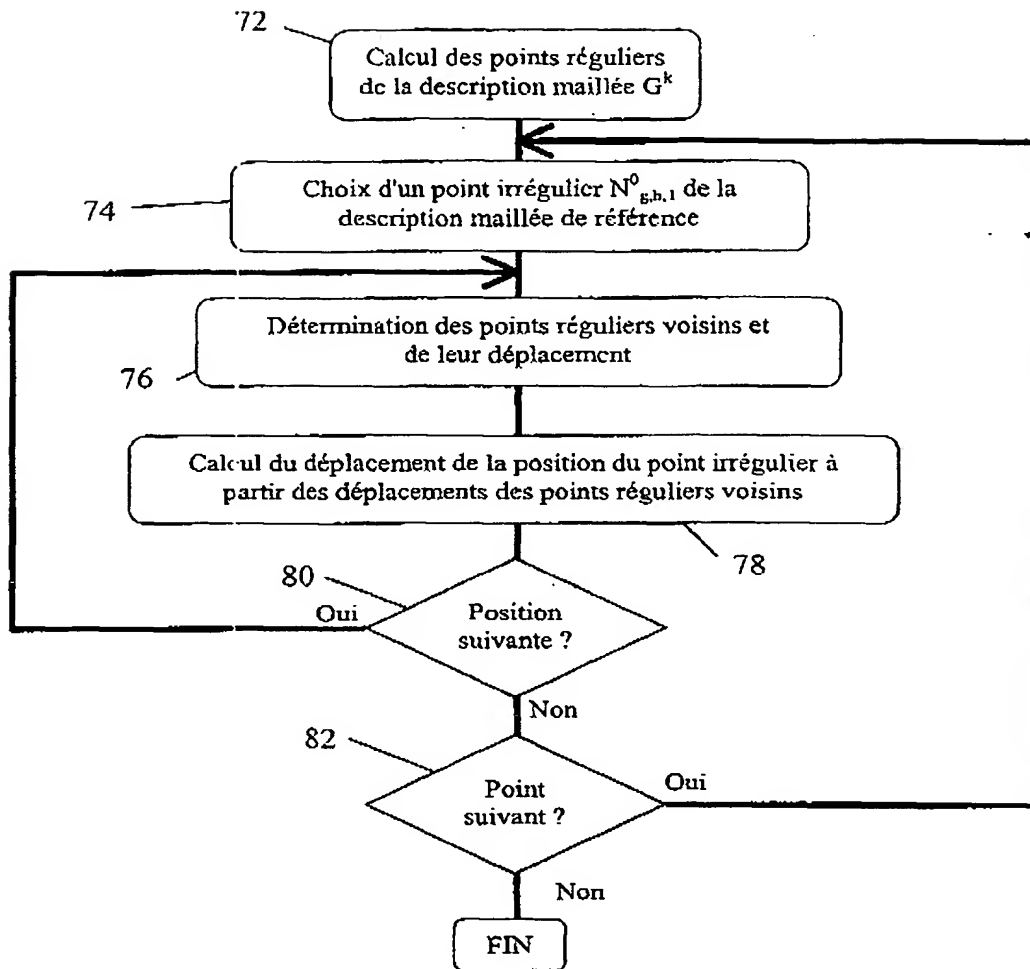 72
Calcul des points réguliers
de la description maillée G^k
74
Choix d'un point irrégulier N^0_g,h,1 de la
description maillée de référence
Détermination des points réguliers voisins et
de leur déplacement
76
Calcul du déplacement de la position du point irrégulier à
partir des déplacements des points réguliers voisins
78
80
Oui
Position
suivante ?
Non
82
Point
suivant ?
Oui
Non
FIN